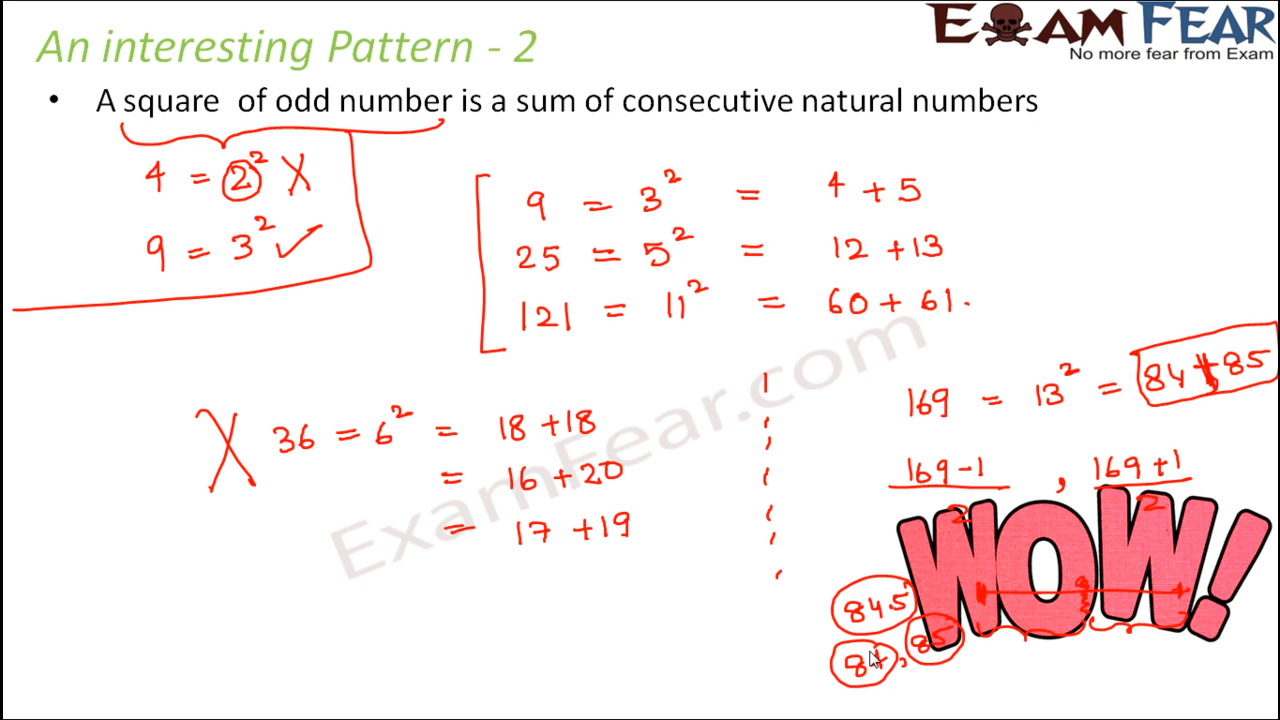 An interesting Pattern - 2
EXAM FEAR
No more fear from Exam
• A square of odd number is a sum of consecutive natural numbers
4 = 2² X
9 = 3² ✓
9 = 3² = 4 + 5
25 = 5² = 12 + 13
121 = 11² = 60 + 61.
X 36 = 6² = 18 + 18
= 16 + 20
= 17 + 19
169 = 13² = 84 + 85
169 - 1 , 169 + 1
2 2
WOW!
84.5
84, 85
ExamFear.com